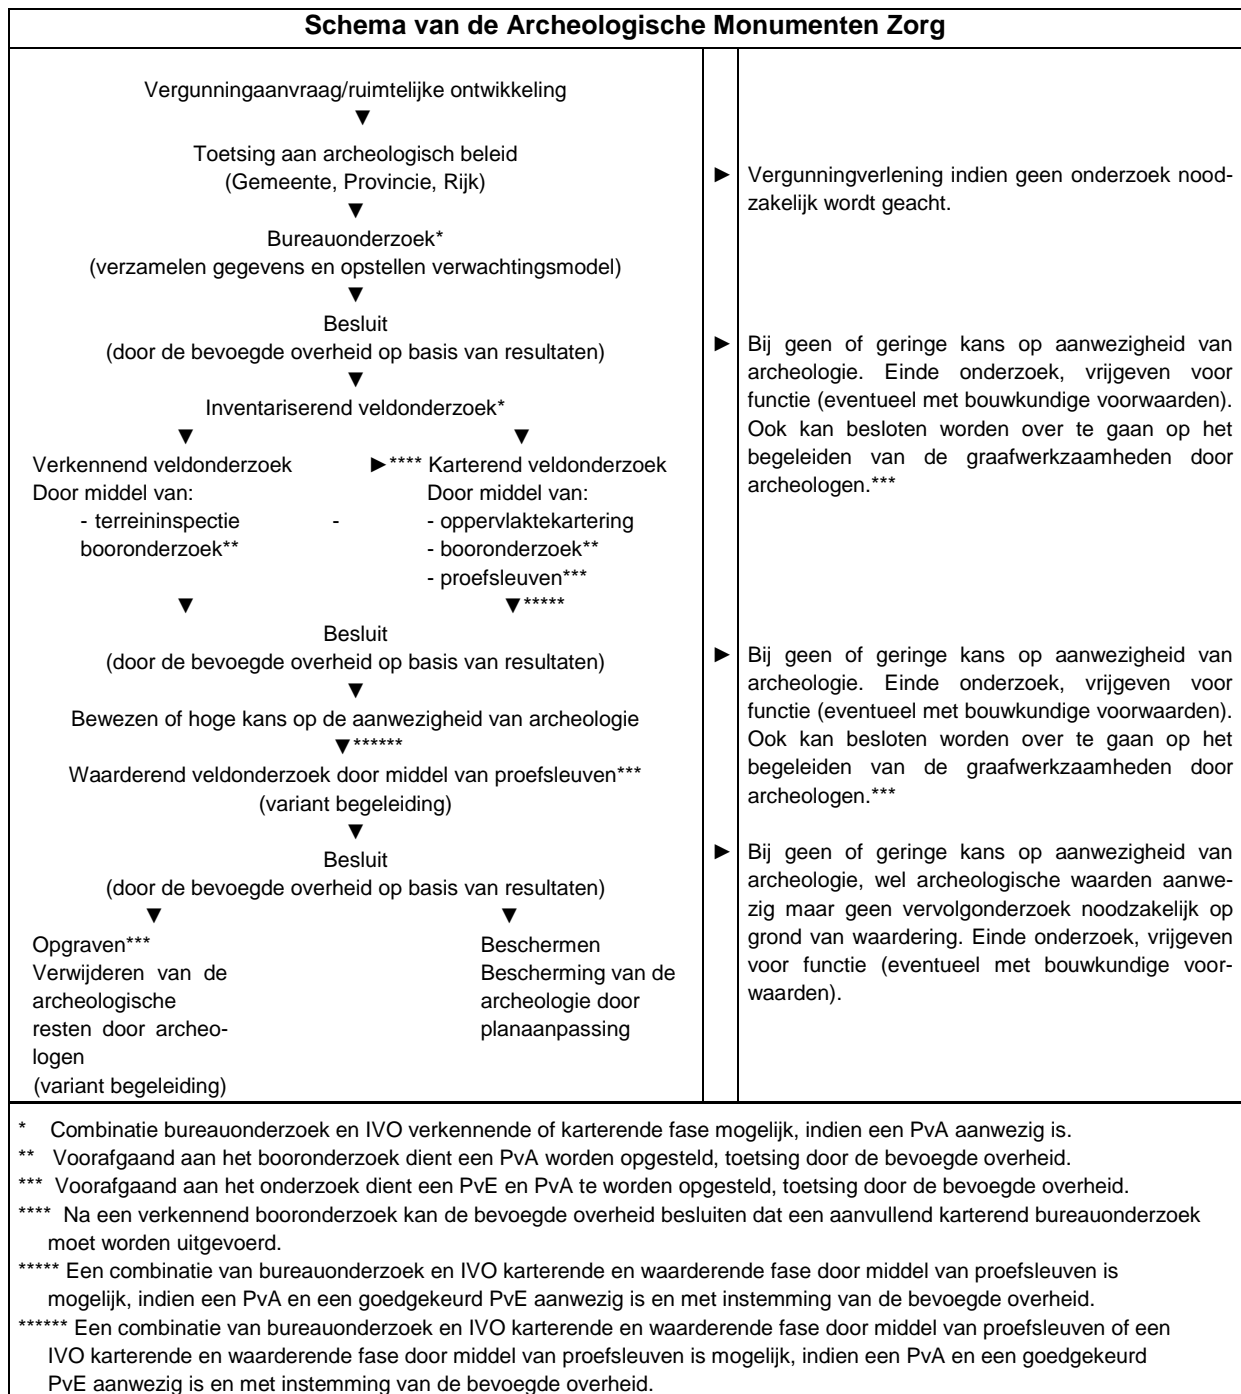 Schema van de Archeologische Monumenten Zorg
Vergunningaanvraag/ruimtelijke ontwikkeling
▼
Toetsing aan archeologisch beleid
(Gemeente, Provincie, Rijk)
▼
Bureauonderzoek*
(verzamelen gegevens en opstellen verwachtingsmodel)
▼
Besluit
(door de bevoegde overheid op basis van resultaten)
▼
Inventariserend veldonderzoek*
▼ ▼
Verkennend veldonderzoek ►**** Karterend veldonderzoek
Door middel van: Door middel van:
- terreininspectie - - oppervlaktekartering
booronderzoek** - booronderzoek**
- proefsleuven***
▼ ▼*****
Besluit
(door de bevoegde overheid op basis van resultaten)
▼
Bewezen of hoge kans op de aanwezigheid van archeologie
▼******
Waarderend veldonderzoek door middel van proefsleuven***
(variant begeleiding)
▼
Besluit
(door de bevoegde overheid op basis van resultaten)
▼ ▼
Opgraven*** Beschermen
Verwijderen van de Bescherming van de
archeologische archeologie door
resten door archeo- planaanpassing
logen
(variant begeleiding)
► Vergunningverlening indien geen onderzoek nood-
zakelijk wordt geacht.
► Bij geen of geringe kans op aanwezigheid van
archeologie. Einde onderzoek, vrijgeven voor
functie (eventueel met bouwkundige voorwaarden).
Ook kan besloten worden over te gaan op het
begeleiden van de graafwerkzaamheden door
archeologen.***
► Bij geen of geringe kans op aanwezigheid van
archeologie. Einde onderzoek, vrijgeven voor
functie (eventueel met bouwkundige voorwaarden).
Ook kan besloten worden over te gaan op het
begeleiden van de graafwerkzaamheden door
archeologen.***
► Bij geen of geringe kans op aanwezigheid van
archeologie, wel archeologische waarden aanwe-
zig maar geen vervolgonderzoek noodzakelijk op
grond van waardering. Einde onderzoek, vrijgeven
voor functie (eventueel met bouwkundige voor-
waarden).
* Combinatie bureauonderzoek en IVO verkennende of karterende fase mogelijk, indien een PvA aanwezig is.
** Voorafgaand aan het booronderzoek dient een PvA worden opgesteld, toetsing door de bevoegde overheid.
*** Voorafgaand aan het onderzoek dient een PvE en PvA te worden opgesteld, toetsing door de bevoegde overheid.
**** Na een verkennend booronderzoek kan de bevoegde overheid besluiten dat een aanvullend karterend bureauonderzoek
moet worden uitgevoerd.
***** Een combinatie van bureauonderzoek en IVO karterende en waarderende fase door middel van proefsleuven is
mogelijk, indien een PvA en een goedgekeurd PvE aanwezig is en met instemming van de bevoegde overheid.
****** Een combinatie van bureauonderzoek en IVO karterende en waarderende fase door middel van proefsleuven of een
IVO karterende en waarderende fase door middel van proefsleuven is mogelijk, indien een PvA en een goedgekeurd
PvE aanwezig is en met instemming van de bevoegde overheid.